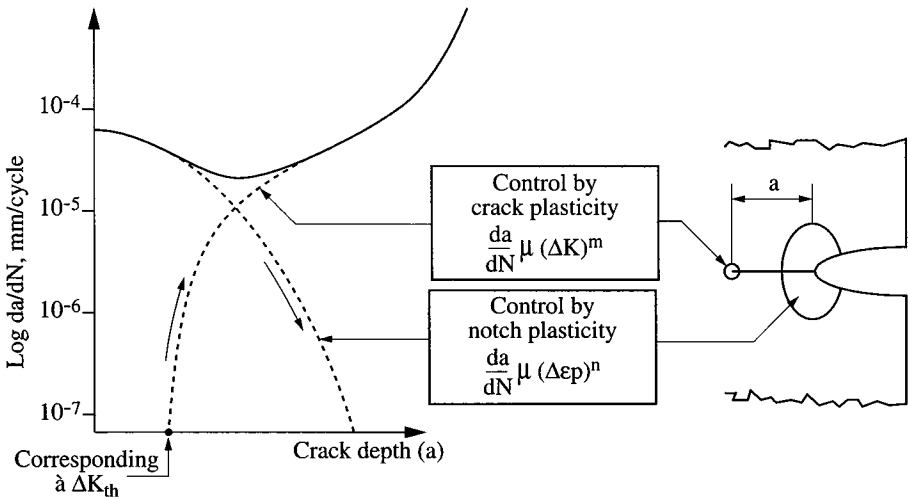 Log da/dN, mm/cycle
10-4
10-5
10-6
10-7
Crack depth (a)
Corresponding
à ΔKth
Control by
crack plasticity
da/dN μ (ΔK)m
Control by
notch plasticity
da/dN μ (Δεp)n
a